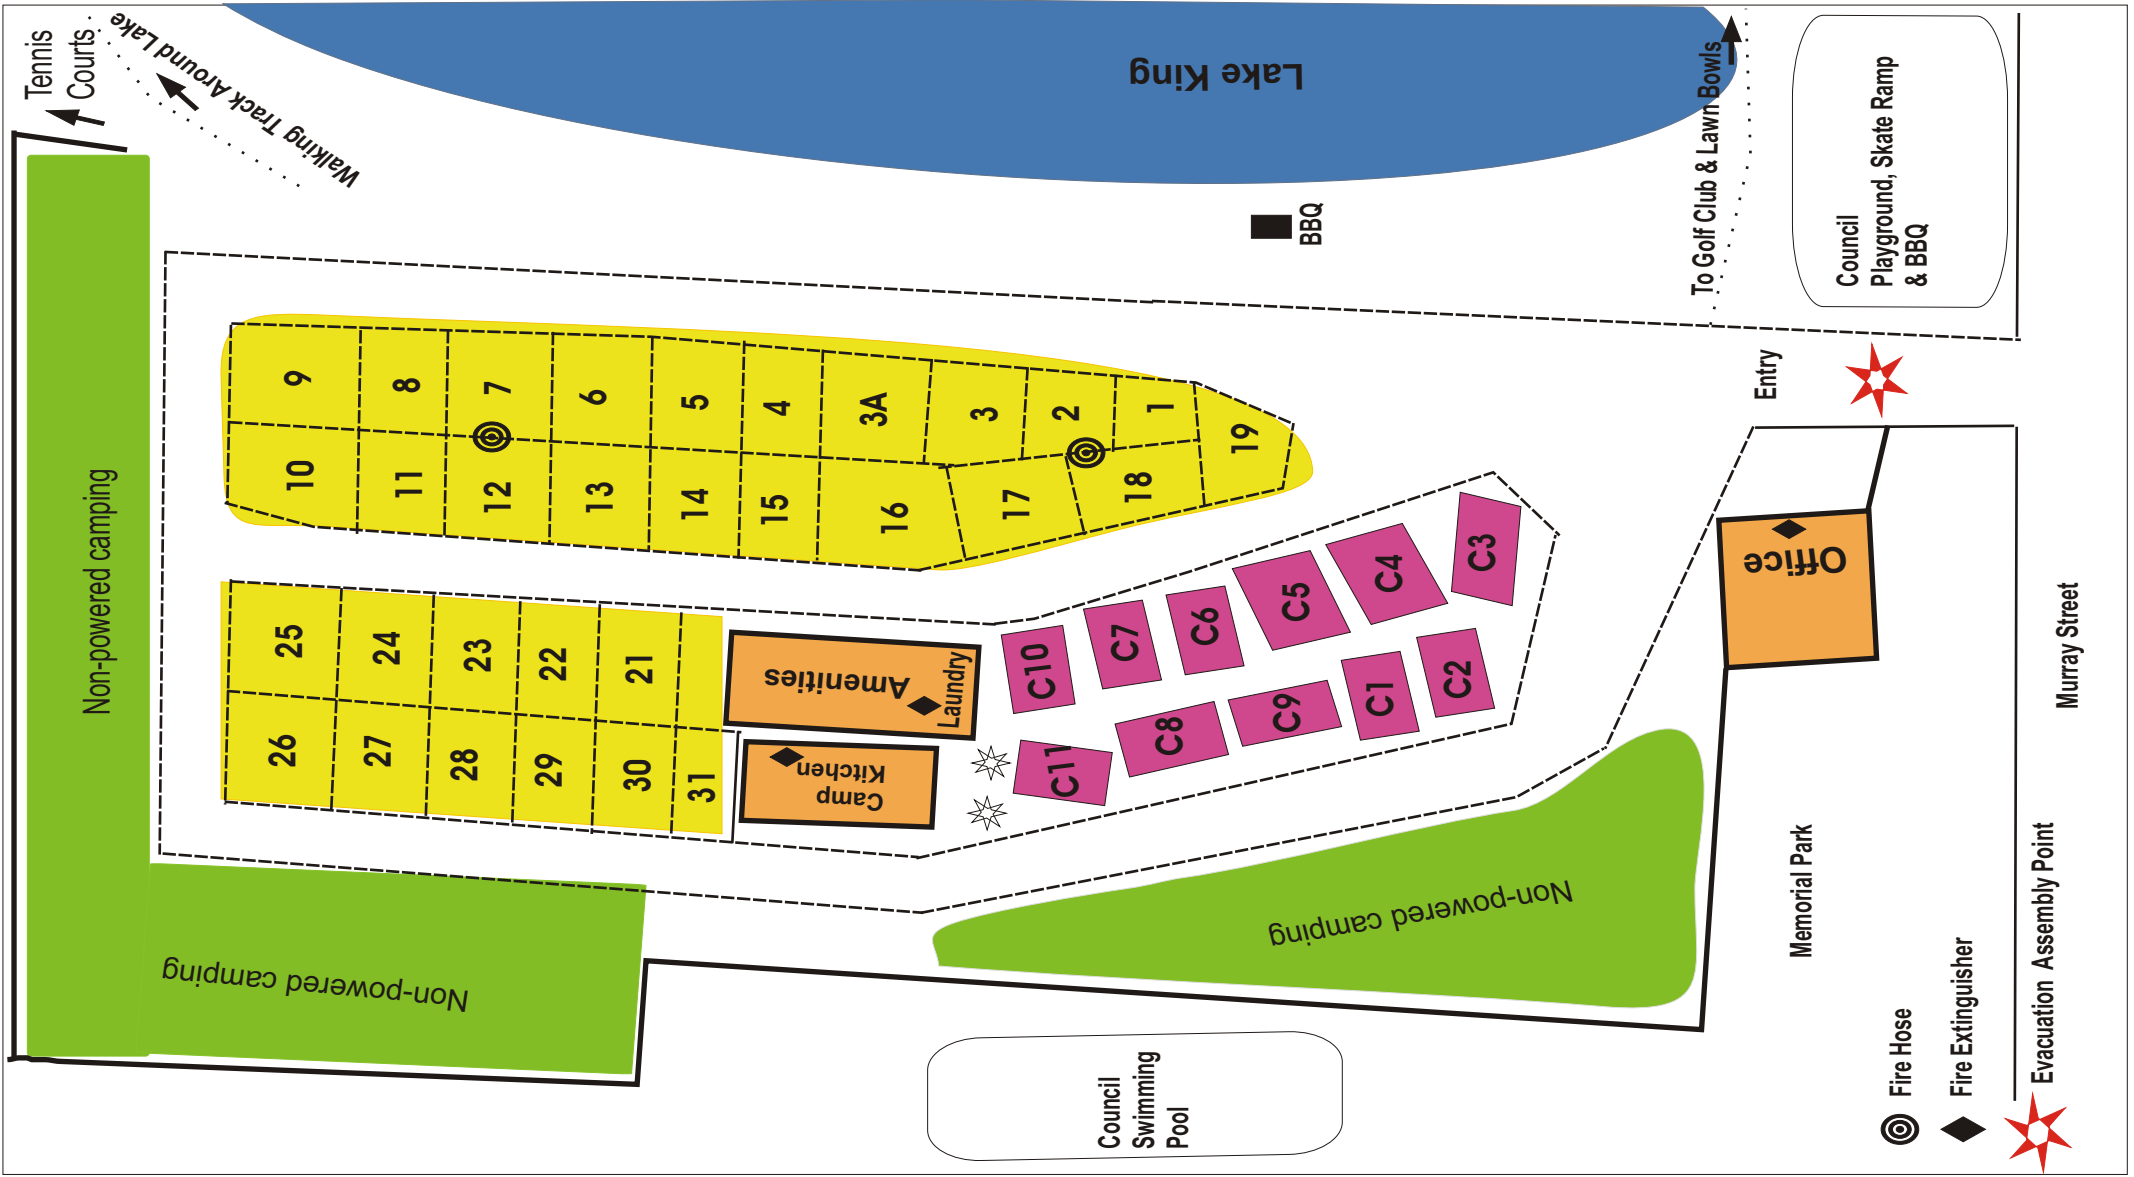 Tennis
Courts
Walking Track Around Lake
Lake King
To Golf Club & Lawn Bowls
Council
Playground, Skate Ramp
& BBQ
BBQ
Entry
Non-powered camping
9
8
7
6
5
4
3A
3
2
1
19
10
11
12
13
14
15
16
17
18
25
24
23
22
21
26
27
28
29
30
31
Amenities
Laundry
Camp
Kitchen
C10
C7
C6
C5
C4
C3
C11
C8
C9
C1
C2
Office
Non-powered camping
Non-powered camping
Council
Swimming
Pool
Memorial Park
Murray Street
Fire Hose
Fire Extinguisher
Evacuation Assembly Point